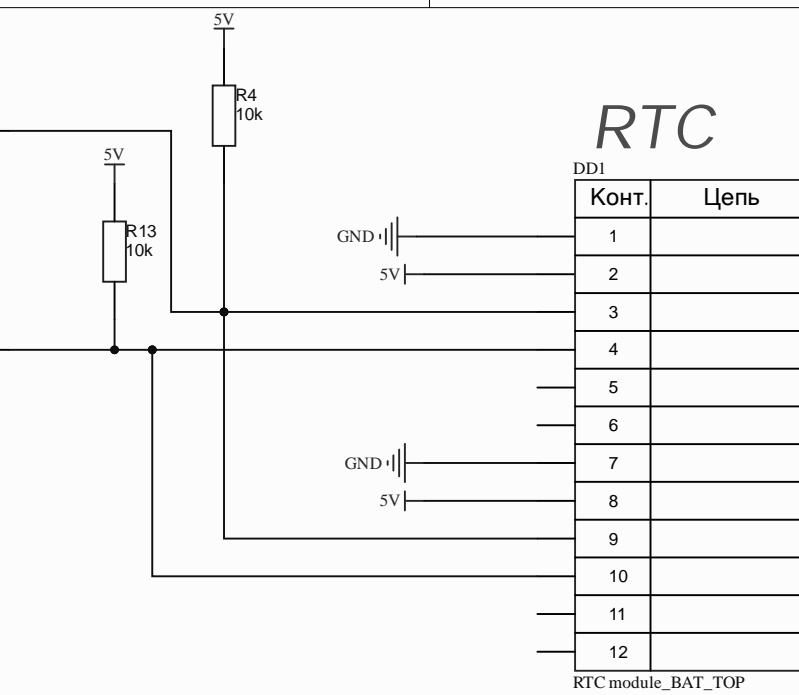 5V
R4
10k
RTC
5V
DD1
Конт. Цепь
R13
10k
GND 1
5V 2
3
4
5
6
GND 7
5V 8
9
10
11
12
RTC module_BAT_TOP